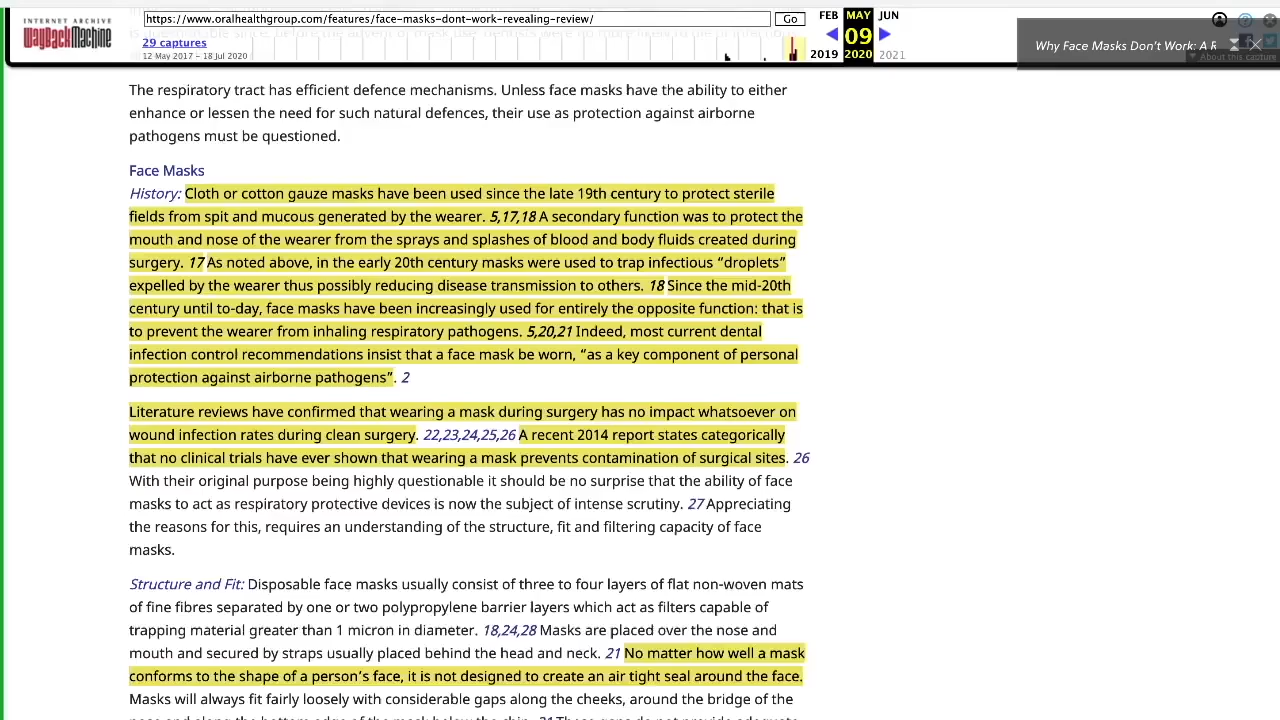 INTERNET ARCHIVE
WayBackMachine
https://www.oralhealthgroup.com/features/face-masks-dont-work-revealing-review/
Go
FEB MAY JUN
09
2019 2020 2021
29 captures
12 May 2017 – 18 Jul 2020
Why Face Masks Don't Work: A R
▼ About this capture
The respiratory tract has efficient defence mechanisms. Unless face masks have the ability to either
enhance or lessen the need for such natural defences, their use as protection against airborne
pathogens must be questioned.
Face Masks
History: Cloth or cotton gauze masks have been used since the late 19th century to protect sterile
fields from spit and mucous generated by the wearer. 5,17,18 A secondary function was to protect the
mouth and nose of the wearer from the sprays and splashes of blood and body fluids created during
surgery. 17 As noted above, in the early 20th century masks were used to trap infectious “droplets”
expelled by the wearer thus possibly reducing disease transmission to others. 18 Since the mid-20th
century until to-day, face masks have been increasingly used for entirely the opposite function: that is
to prevent the wearer from inhaling respiratory pathogens. 5,20,21 Indeed, most current dental
infection control recommendations insist that a face mask be worn, “as a key component of personal
protection against airborne pathogens”. 2
Literature reviews have confirmed that wearing a mask during surgery has no impact whatsoever on
wound infection rates during clean surgery. 22,23,24,25,26 A recent 2014 report states categorically
that no clinical trials have ever shown that wearing a mask prevents contamination of surgical sites. 26
With their original purpose being highly questionable it should be no surprise that the ability of face
masks to act as respiratory protective devices is now the subject of intense scrutiny. 27 Appreciating
the reasons for this, requires an understanding of the structure, fit and filtering capacity of face
masks.
Structure and Fit: Disposable face masks usually consist of three to four layers of flat non-woven mats
of fine fibres separated by one or two polypropylene barrier layers which act as filters capable of
trapping material greater than 1 micron in diameter. 18,24,28 Masks are placed over the nose and
mouth and secured by straps usually placed behind the head and neck. 21 No matter how well a mask
conforms to the shape of a person’s face, it is not designed to create an air tight seal around the face.
Masks will always fit fairly loosely with considerable gaps along the cheeks, around the bridge of the